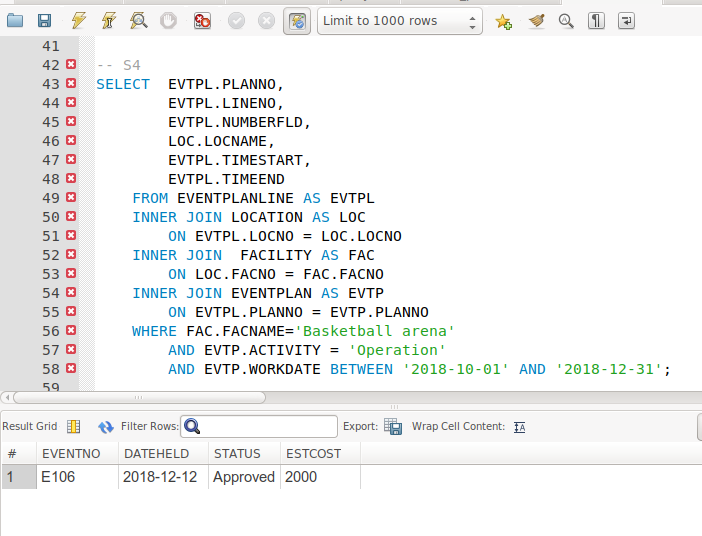 Limit to 1000 rows
41
42 -- S4
43 SELECT EVTPL.PLANNO,
44 EVTPL.LINENO,
45 EVTPL.NUMBERFLD,
46 LOC.LOCNAME,
47 EVTPL.TIMESTART,
48 EVTPL.TIMEEND
49 FROM EVENTPLANLINE AS EVTPL
50 INNER JOIN LOCATION AS LOC
51 ON EVTPL.LOCNO = LOC.LOCNO
52 INNER JOIN FACILITY AS FAC
53 ON LOC.FACNO = FAC.FACNO
54 INNER JOIN EVENTPLAN AS EVTP
55 ON EVTPL.PLANNO = EVTP.PLANNO
56 WHERE FAC.FACNAME='Basketball arena'
57 AND EVTP.ACTIVITY = 'Operation'
58 AND EVTP.WORKDATE BETWEEN '2018-10-01' AND '2018-12-31';
59
Result Grid Filter Rows: Export: Wrap Cell Content:
# EVENTNO DATEHELD STATUS ESTCOST
1 E106 2018-12-12 Approved 2000